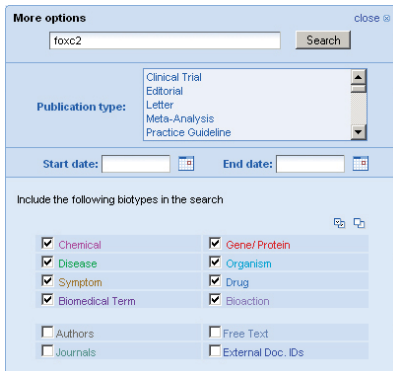 More options close
foxc2 Search
Publication type:
Clinical Trial
Editorial
Letter
Meta-Analysis
Practice Guideline
Start date: End date:
Include the following biotypes in the search
Chemical Gene/ Protein
Disease Organism
Symptom Drug
Biomedical Term Bioaction
Authors Free Text
Journals External Doc. IDs